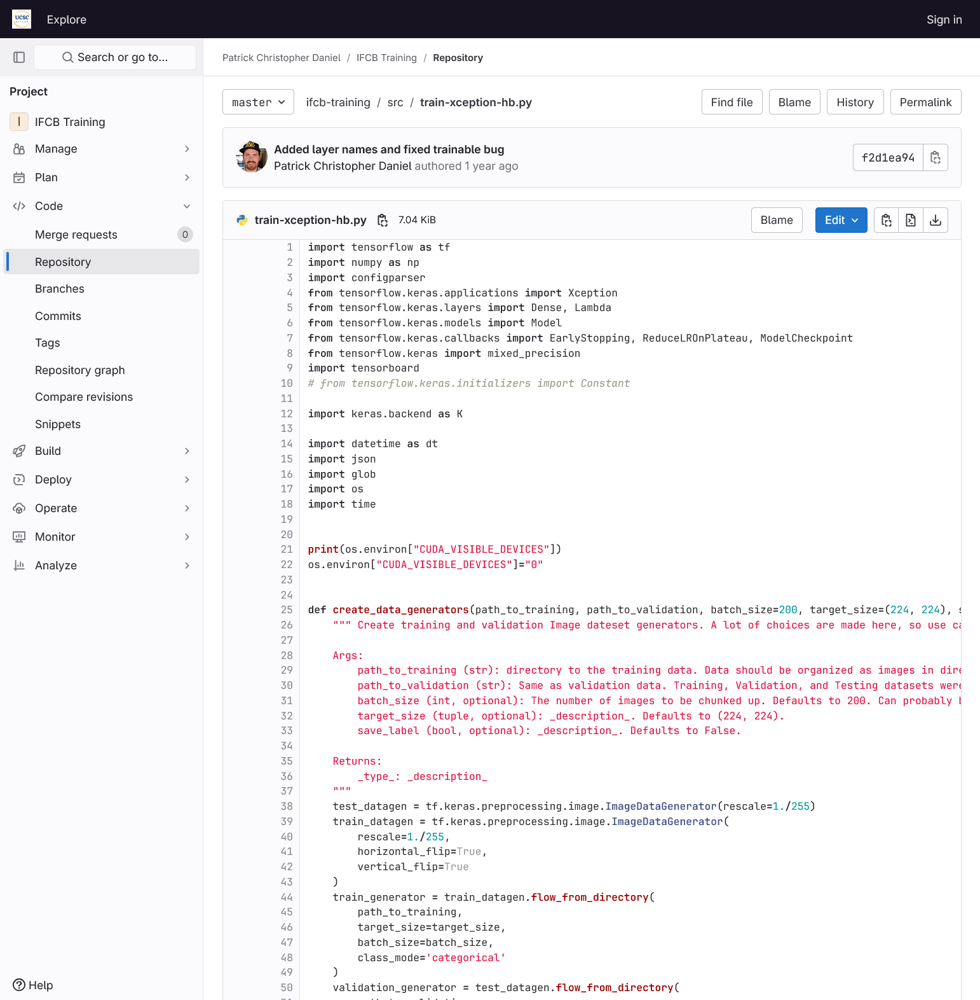 UCSC
Explore
Sign in
Search or go to...
Project
I
IFCB Training
Manage
Plan
Code
Merge requests
0
Repository
Branches
Commits
Tags
Repository graph
Compare revisions
Snippets
Build
Deploy
Operate
Monitor
Analyze
Help
Patrick Christopher Daniel / IFCB Training / Repository
master
ifcb-training / src / train-xception-hb.py
Find file
Blame
History
Permalink
Added layer names and fixed trainable bug
Patrick Christopher Daniel authored 1 year ago
f2d1ea94
train-xception-hb.py
7.04 KiB
Blame
Edit
1 import tensorflow as tf
2 import numpy as np
3 import configparser
4 from tensorflow.keras.applications import Xception
5 from tensorflow.keras.layers import Dense, Lambda
6 from tensorflow.keras.models import Model
7 from tensorflow.keras.callbacks import EarlyStopping, ReduceLROnPlateau, ModelCheckpoint
8 from tensorflow.keras import mixed_precision
9 import tensorboard
10 # from tensorflow.keras.initializers import Constant
11
12 import keras.backend as K
13
14 import datetime as dt
15 import json
16 import glob
17 import os
18 import time
19
20
21 print(os.environ["CUDA_VISIBLE_DEVICES"])
22 os.environ["CUDA_VISIBLE_DEVICES"]="0"
23
24
25 def create_data_generators(path_to_training, path_to_validation, batch_size=200, target_size=(224, 224), s
26 """ Create training and validation Image dateset generators. A lot of choices are made here, so use ca
27
28 Args:
29 path_to_training (str): directory to the training data. Data should be organized as images in dire
30 path_to_validation (str): Same as validation data. Training, Validation, and Testing datasets were
31 batch_size (int, optional): The number of images to be chunked up. Defaults to 200. Can probably b
32 target_size (tuple, optional): _description_. Defaults to (224, 224).
33 save_label (bool, optional): _description_. Defaults to False.
34
35 Returns:
36 _type_: _description_
37 """
38 test_datagen = tf.keras.preprocessing.image.ImageDataGenerator(rescale=1./255)
39 train_datagen = tf.keras.preprocessing.image.ImageDataGenerator(
40 rescale=1./255,
41 horizontal_flip=True,
42 vertical_flip=True
43 )
44 train_generator = train_datagen.flow_from_directory(
45 path_to_training,
46 target_size=target_size,
47 batch_size=batch_size,
48 class_mode='categorical'
49 )
50 validation_generator = test_datagen.flow_from_directory(